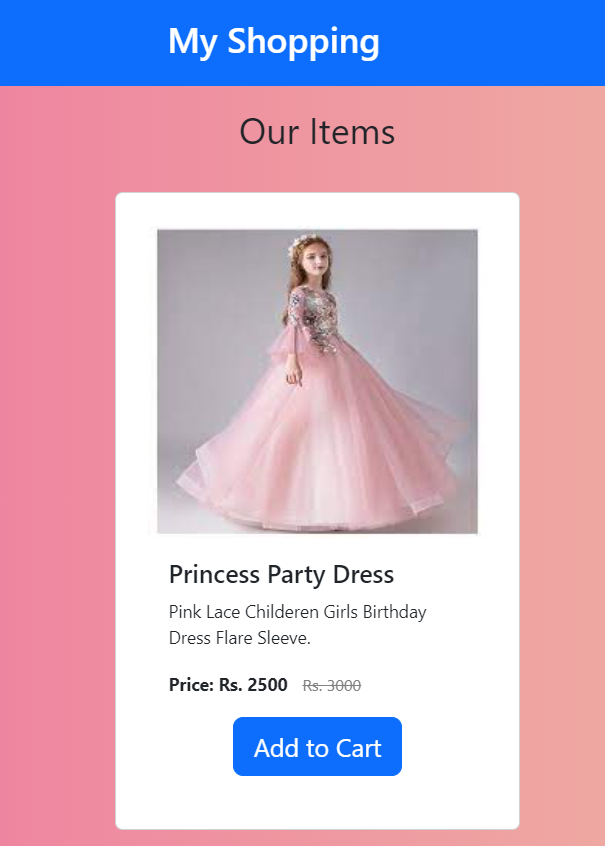 My Shopping
Our Items
Princess Party Dress
Pink Lace Childeren Girls Birthday
Dress Flare Sleeve.
Price: Rs. 2500 Rs. 3000
Add to Cart